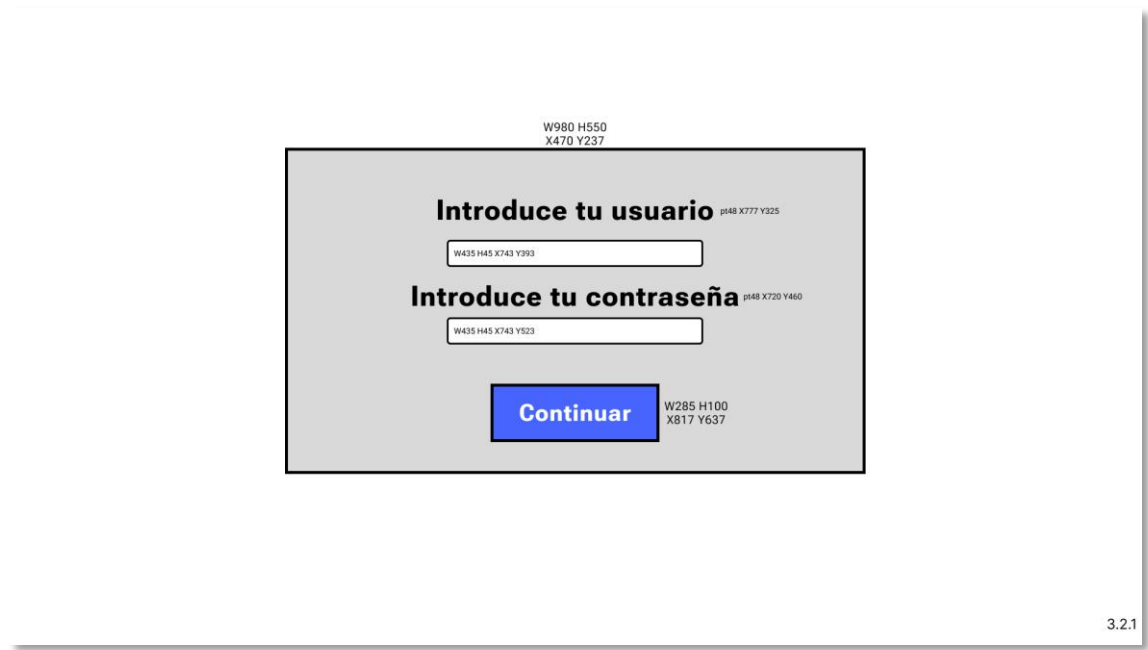 W980 H550
X470 Y237
Introduce tu usuario pt48 X777 Y325
W435 H45 X743 Y393
Introduce tu contraseña pt48 X720 Y460
W435 H45 X743 Y523
Continuar
W285 H100
X817 Y637
3.2.1